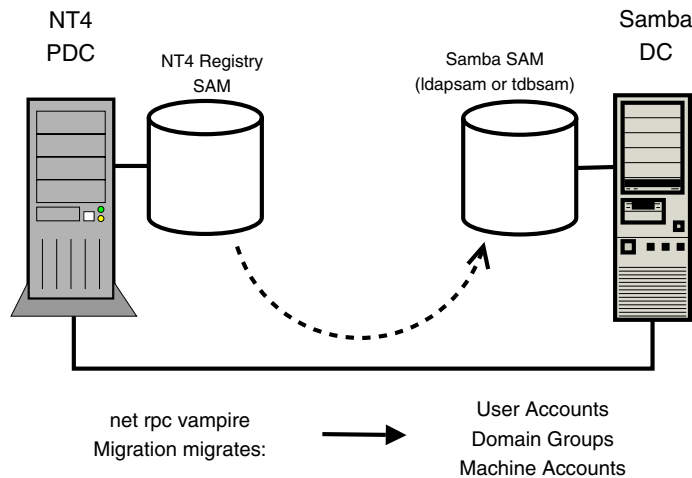 NT4
PDC
NT4 Registry
SAM
Samba SAM
(ldapsam or tdbsam)
Samba
DC
net rpc vampire
Migration migrates:
User Accounts
Domain Groups
Machine Accounts